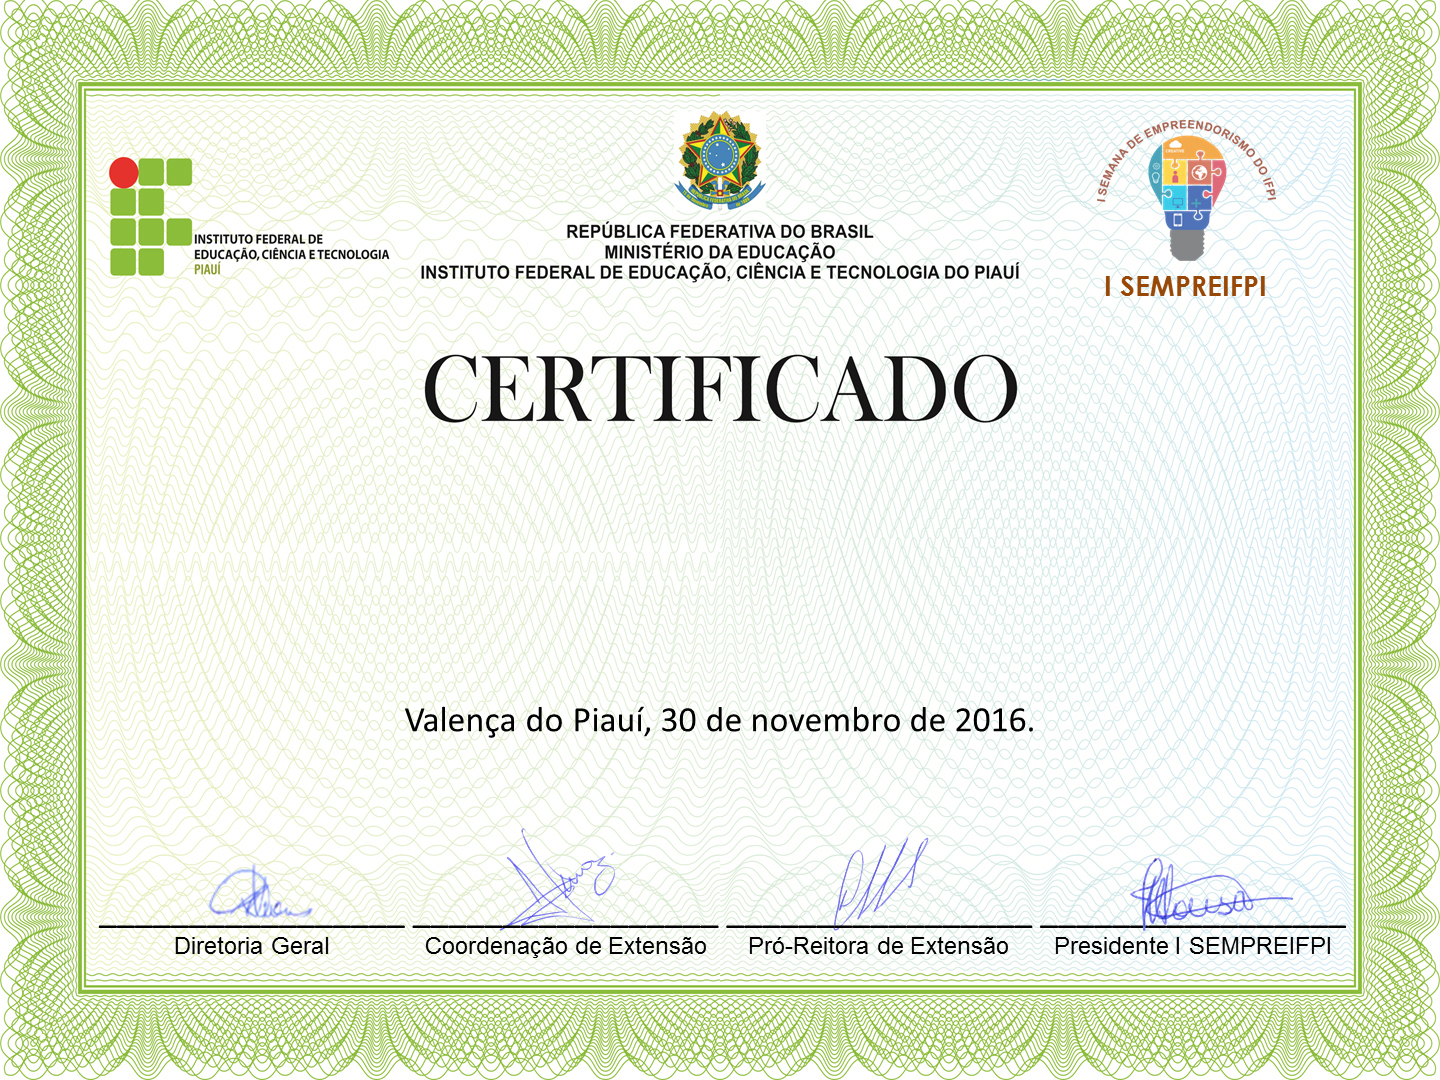 INSTITUTO FEDERAL DE
EDUCAÇÃO, CIÊNCIA E TECNOLOGIA
PIAUÍ
REPÚBLICA FEDERATIVA DO BRASIL
MINISTÉRIO DA EDUCAÇÃO
INSTITUTO FEDERAL DE EDUCAÇÃO, CIÊNCIA E TECNOLOGIA DO PIAUÍ
I SEMANA DE EMPREENDORISMO DO IFPI
I SEMPREIFPI
CERTIFICADO
Valença do Piauí, 30 de novembro de 2016.
Diretoria Geral
Coordenação de Extensão
Pró-Reitora de Extensão
Presidente I SEMPREIFPI